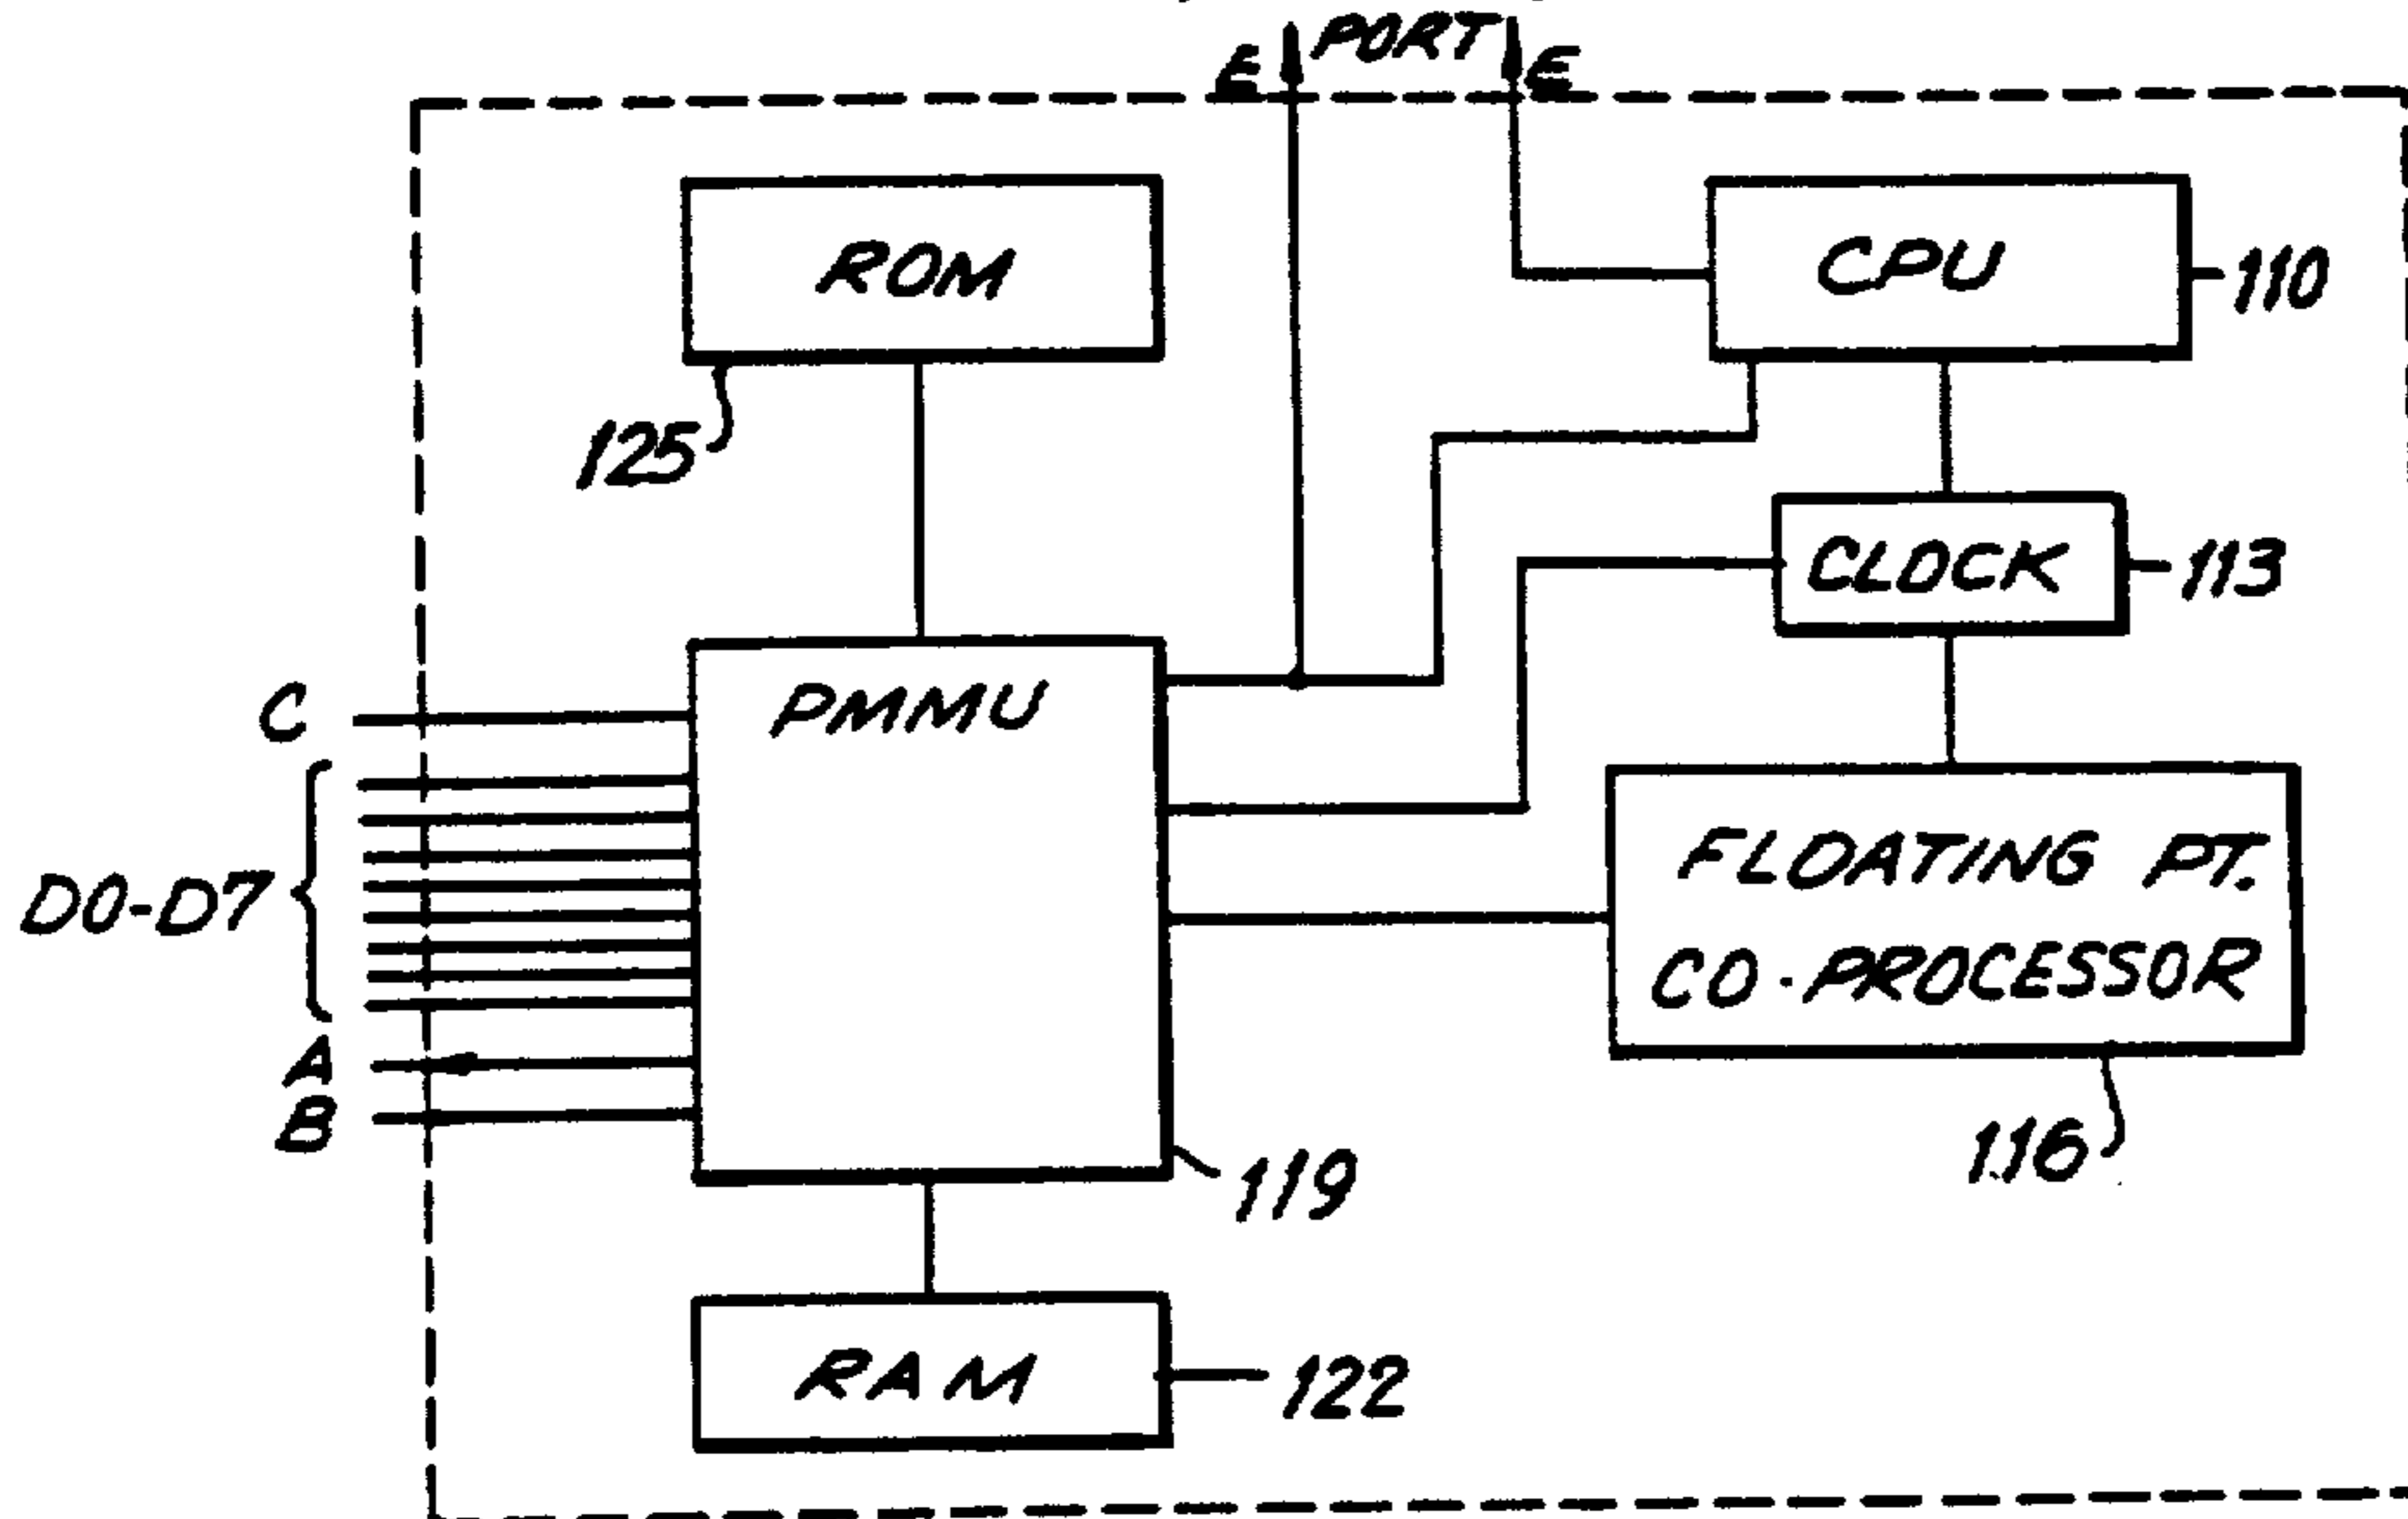 PORT
E E
ROM
CPU
110
125
CLOCK
113
C
PMMU
D0-D7
FLOATING PT.
CO-PROCESSOR
A
B
119
116
RAM
122